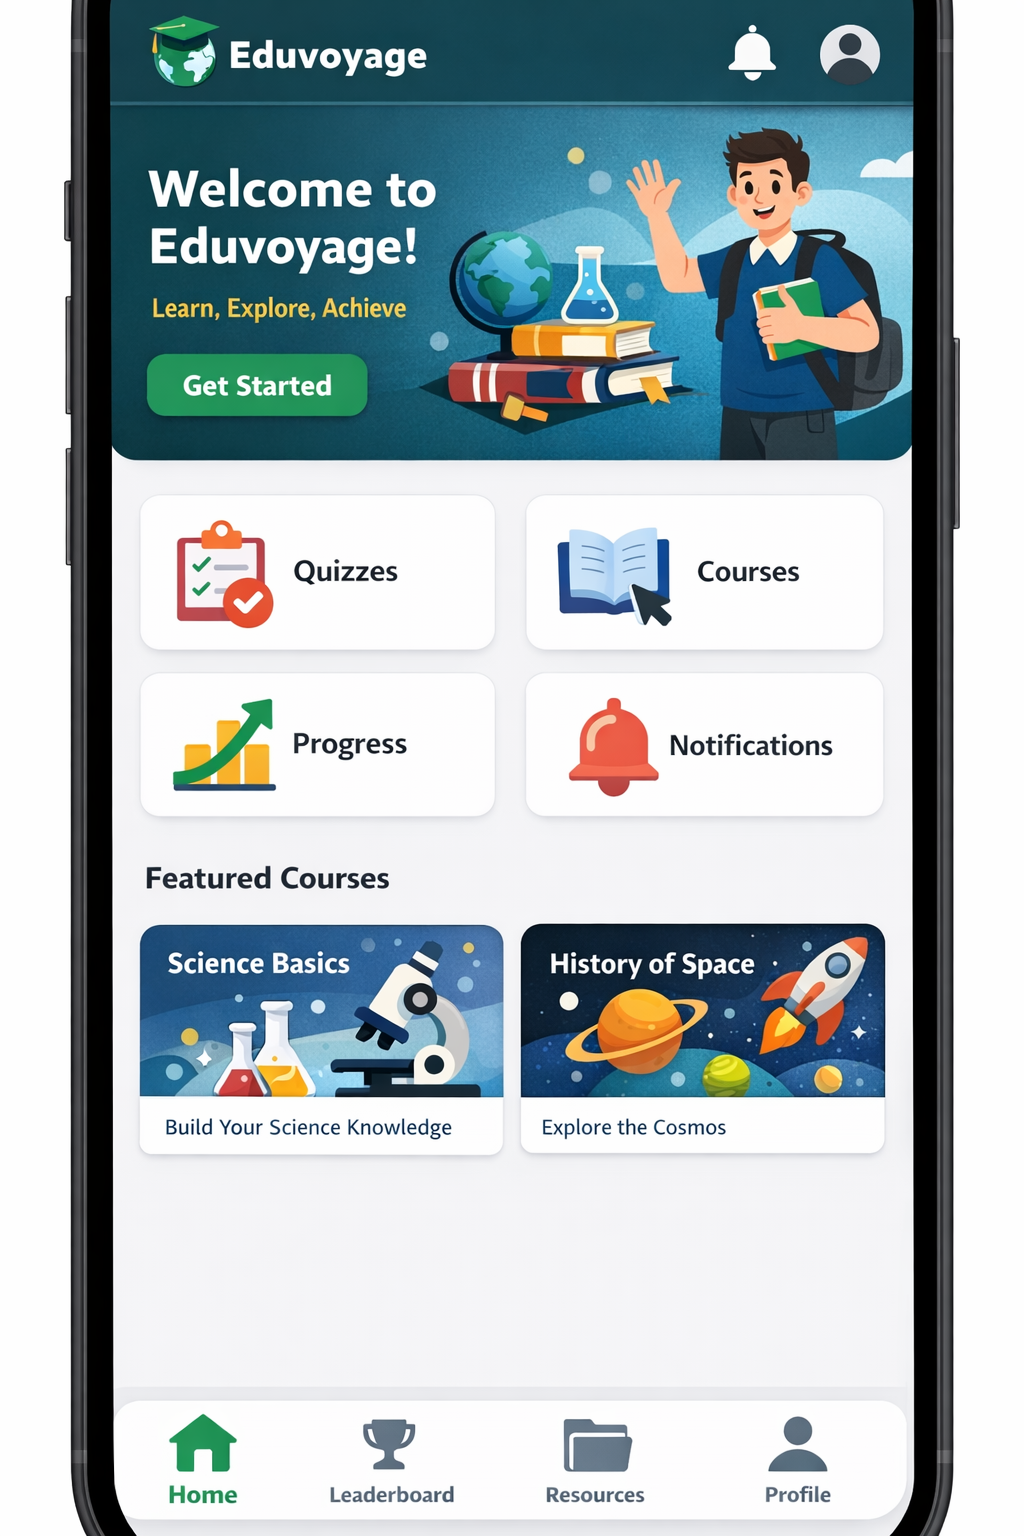 Eduvoyage
Welcome to
Eduvoyage!
Learn, Explore, Achieve
Get Started
Quizzes
Courses
Progress
Notifications
Featured Courses
Science Basics
History of Space
Build Your Science Knowledge
Explore the Cosmos
Home
Leaderboard
Resources
Profile